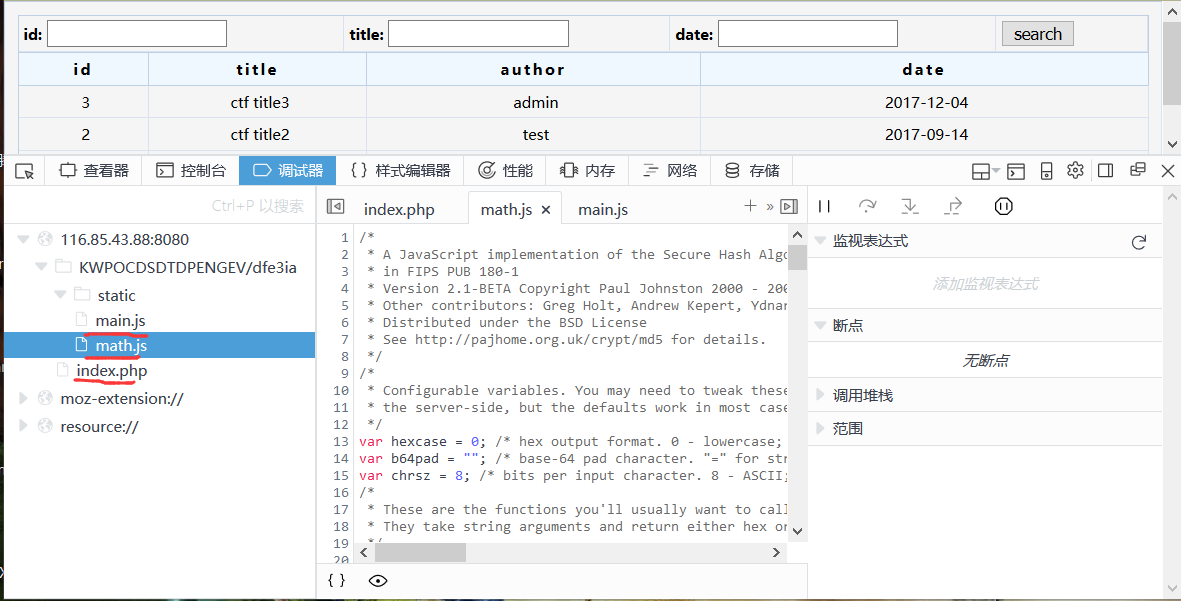 id: title: date: search
id title author date
3 ctf title3 admin 2017-12-04
2 ctf title2 test 2017-09-14
查看器 控制台 调试器 { } 样式编辑器 性能 内存 网络 存储
Ctrl+P 以搜索
index.php math.js × main.js + »
116.85.43.88:8080
KWPOCDSDTDPENGEV/dfe3ia
static
main.js
math.js
index.php
moz-extension://
resource://
1 /*
2 * A JavaScript implementation of the Secure Hash Algo
3 * in FIPS PUB 180-1
4 * Version 2.1-BETA Copyright Paul Johnston 2000 - 200
5 * Other contributors: Greg Holt, Andrew Kepert, Ydnar
6 * Distributed under the BSD License
7 * See http://pajhome.org.uk/crypt/md5 for details.
8 */
9 /*
10 * Configurable variables. You may need to tweak these
11 * the server-side, but the defaults work in most case
12 */
13 var hexcase = 0; /* hex output format. 0 - lowercase;
14 var b64pad = ""; /* base-64 pad character. "=" for str
15 var chrsz = 8; /* bits per input character. 8 - ASCII;
16 /*
17 * These are the functions you'll usually want to call
18 * They take string arguments and return either hex or
19 */
20
{ }
监视表达式
添加监视表达式
断点
无断点
调用堆栈
范围